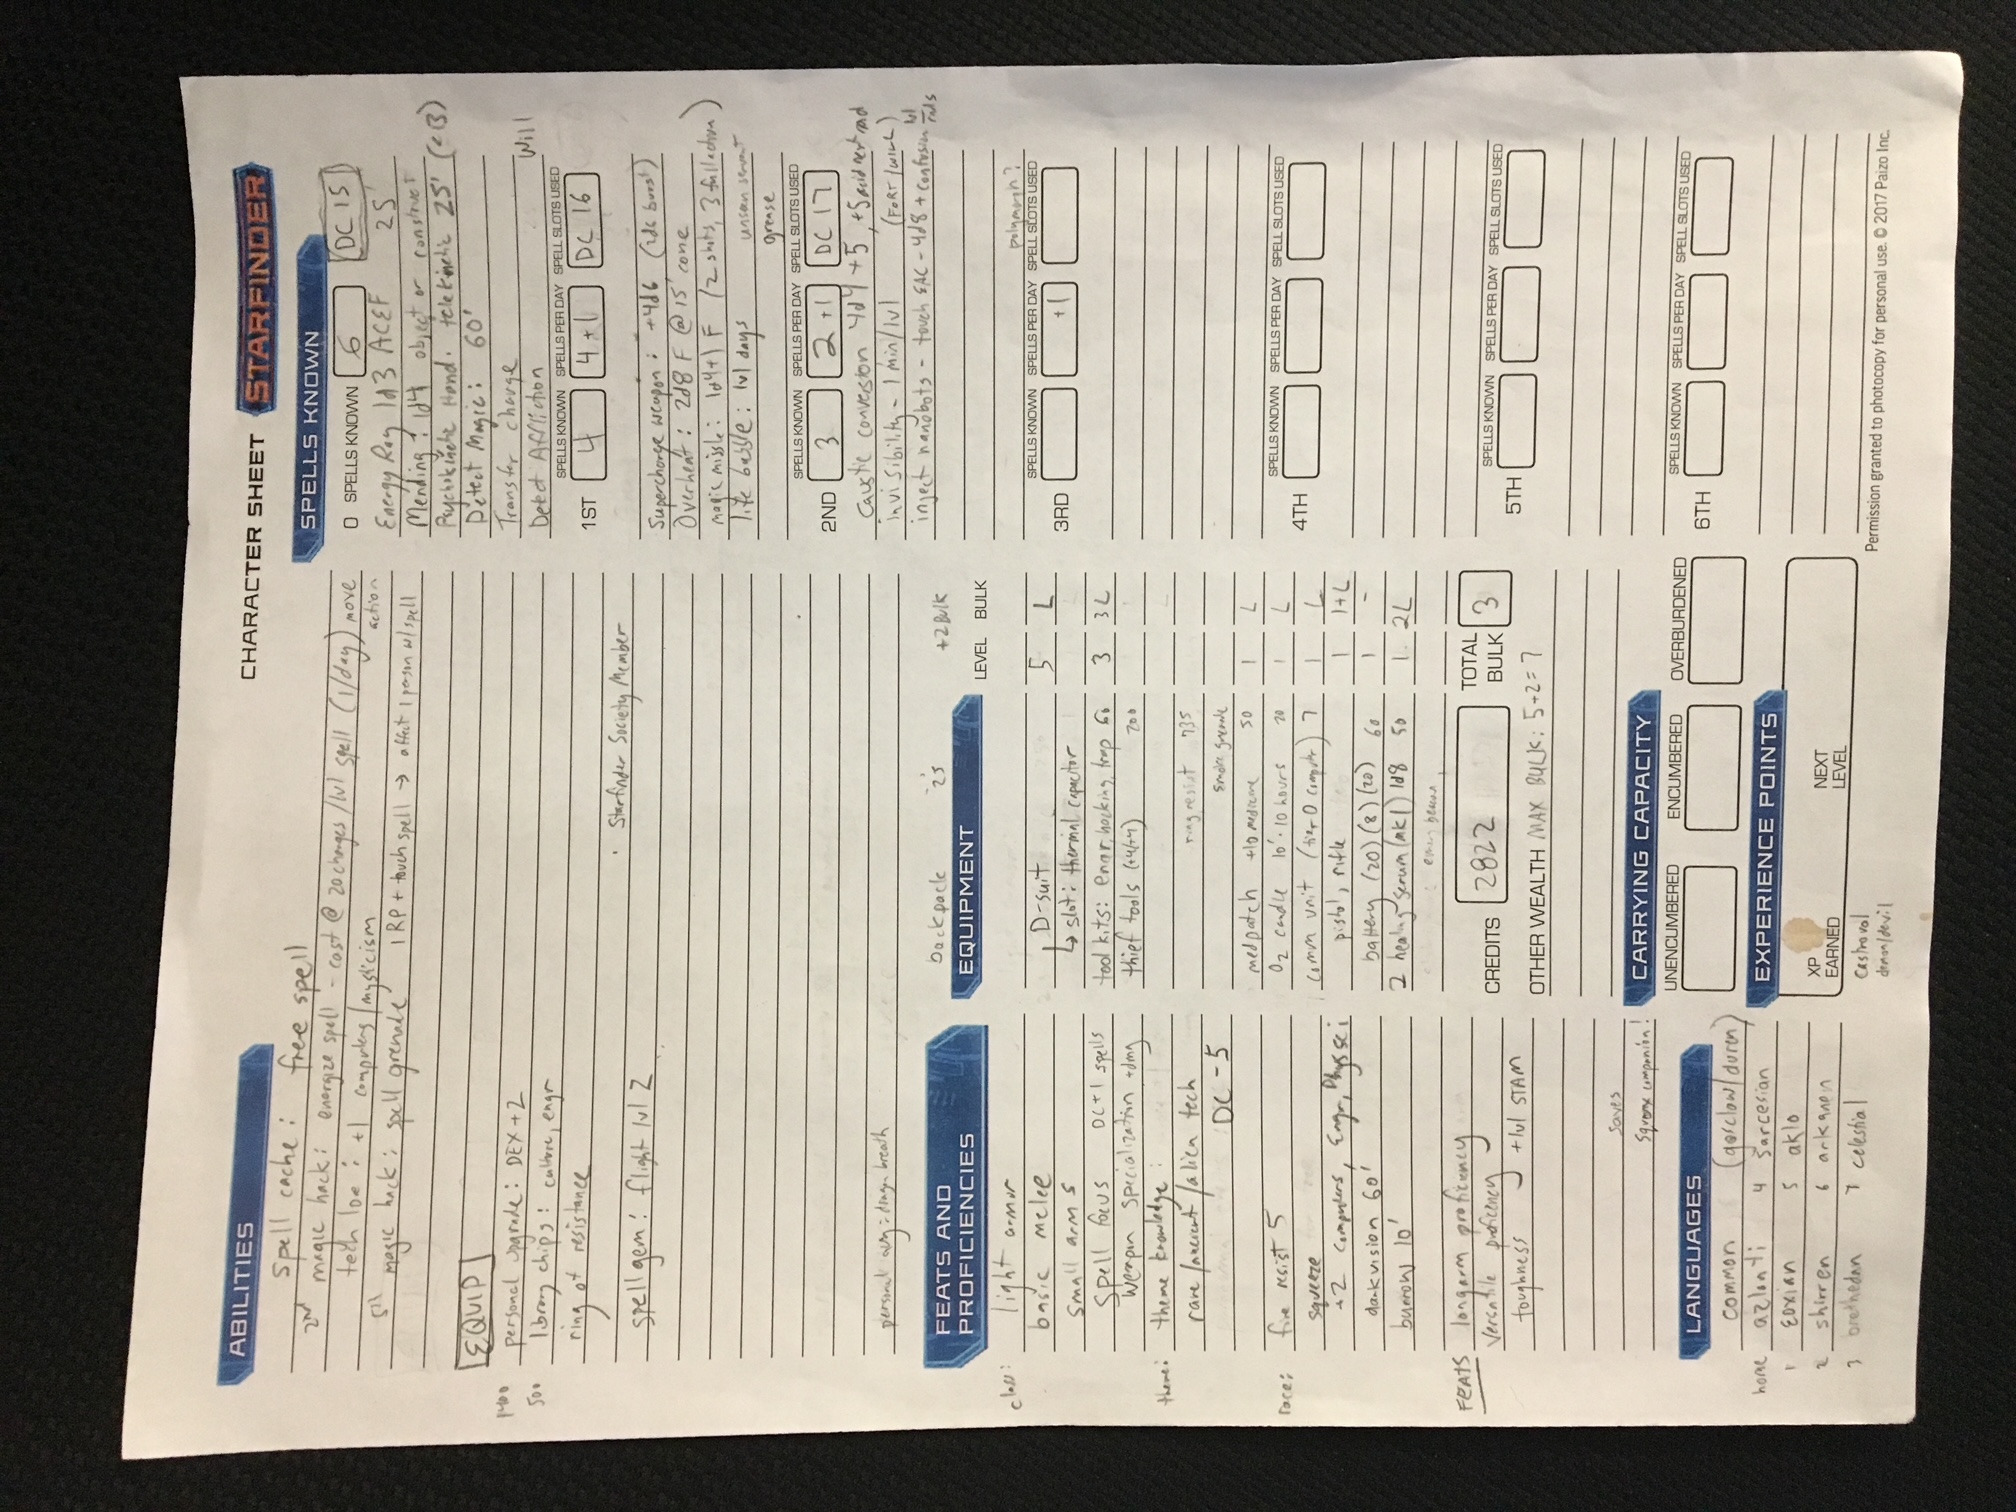 ABILITIES
CHARACTER SHEET STARFINDER
spell cache: free spell
2nd magic hack: energize spell - cost @ 20 charges/lvl spell (1/day) move action
tech lore: +1 computers/mysticism
5th magic hack: spell grenade 1 RP + touch spell → affect 1 person w/spell
EQUIP
1400 personal upgrade: DEX+2
500 library chips: culture, engr
ring of resistance
• Starfinder Society Member
spell gem: flight lvl 2
personal aug: dragon breath
SPELLS KNOWN
0 SPELLS KNOWN 6 DC 15
Energy Ray 1d3 ACEF 25'
Mending: 1d4 object or construct
Psychokinetic Hand. telekinetic 25' (<B)
Detect Magic: 60'
Transfer charge
Detect Affliction Will
SPELLS KNOWN SPELLS PER DAY SPELL SLOTS USED
1ST 4 4+1 DC 16
Supercharge weapon: +4d6 (2d6 burst)
Overheat: 2d8 F @ 15' cone
magic missle: 1d4+1 F (2 shots, 3 full action)
life bubble: lvl days unseen servant
grease
SPELLS KNOWN SPELLS PER DAY SPELL SLOTS USED
2ND 3 2+1 DC 17
caustic conversion 4d4+5, +5 acid next rnd
invisibility - 1 min/lvl (FORT/WILL)
inject nanobots - touch EAC - 4d8 + confusion lvl rnds
polymorph?
SPELLS KNOWN SPELLS PER DAY SPELL SLOTS USED
3RD +1
SPELLS KNOWN SPELLS PER DAY SPELL SLOTS USED
4TH
SPELLS KNOWN SPELLS PER DAY SPELL SLOTS USED
5TH
SPELLS KNOWN SPELLS PER DAY SPELL SLOTS USED
6TH
FEATS AND
PROFICIENCIES
class: light armor
basic melee
small arms
spell focus DC+1 spells
weapon specialization +dmg
theme: theme knowledge:
rare/ancient/alien tech
DC -5
race: fire resist 5
squeeze
+2 computers, Engr, Phys sci
darkvision 60'
burrow 10'
FEATS longarm proficiency
versatile proficency
toughness +lvl STAM
saves
companion!
LANGUAGES
common (gosclaw/duren)
home azlanti 4 sarcesian
1 eoxian 5 aklo
2 shirren 6 arkanen
3 brethedan 7 celestial
backpack 25 +2 Bulk
EQUIPMENT LEVEL BULK
D-suit 5 L
↳ slot: thermal capacitor
tool kits: engr, hacking, trap 60 3 3L
thief tools (+4/+4) 200
ring resist 735
smoke grenade
medpatch +10 medicine 50 1 L
O2 candle 10' · 10 hours 20 1 L
comm unit (tier 0 computer) 7 1 L
pistol, rifle 1 1+L
battery (20) (8) (20) 60 1 -
2 healing serum (mk1) 1d8 50 1 2L
CREDITS 2822 TOTAL BULK 3
OTHER WEALTH MAX BULK: 5+2=7
CARRYING CAPACITY
UNENCUMBERED ENCUMBERED OVERBURDENED
EXPERIENCE POINTS
XP EARNED NEXT LEVEL
castroval
demon/devil
Permission granted to photocopy for personal use. © 2017 Paizo Inc.